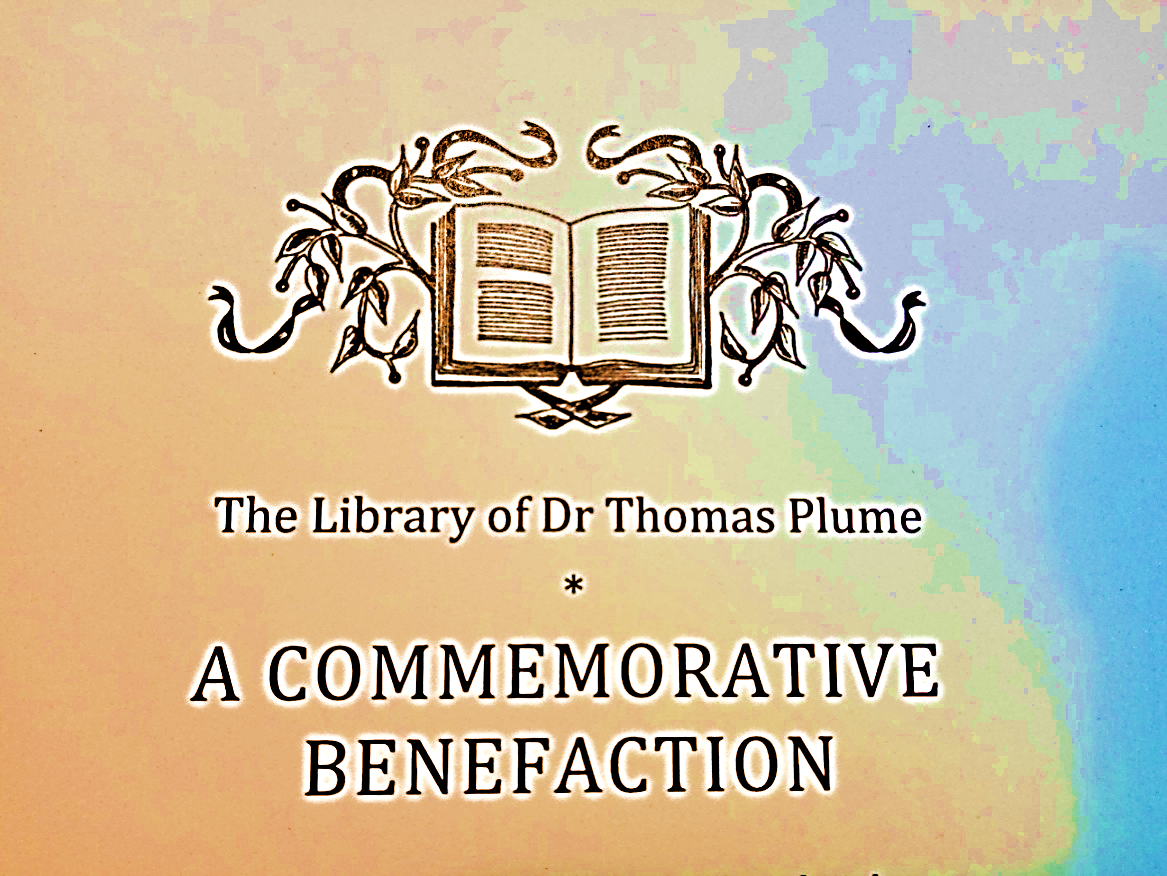 The Library of Dr Thomas Plume
*
A COMMEMORATIVE
BENEFACTION